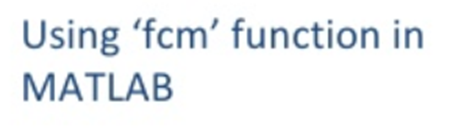 Using ‘fcm’ function in
MATLAB